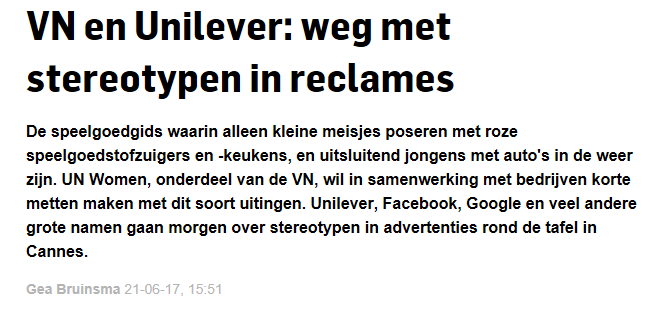 VN en Unilever: weg met
stereotypen in reclames
De speelgoedgids waarin alleen kleine meisjes poseren met roze
speelgoedstofzuigers en -keukens, en uitsluitend jongens met auto's in de weer
zijn. UN Women, onderdeel van de VN, wil in samenwerking met bedrijven korte
metten maken met dit soort uitingen. Unilever, Facebook, Google en veel andere
grote namen gaan morgen over stereotypen in advertenties rond de tafel in
Cannes.
Gea Bruinsma 21-06-17, 15:51